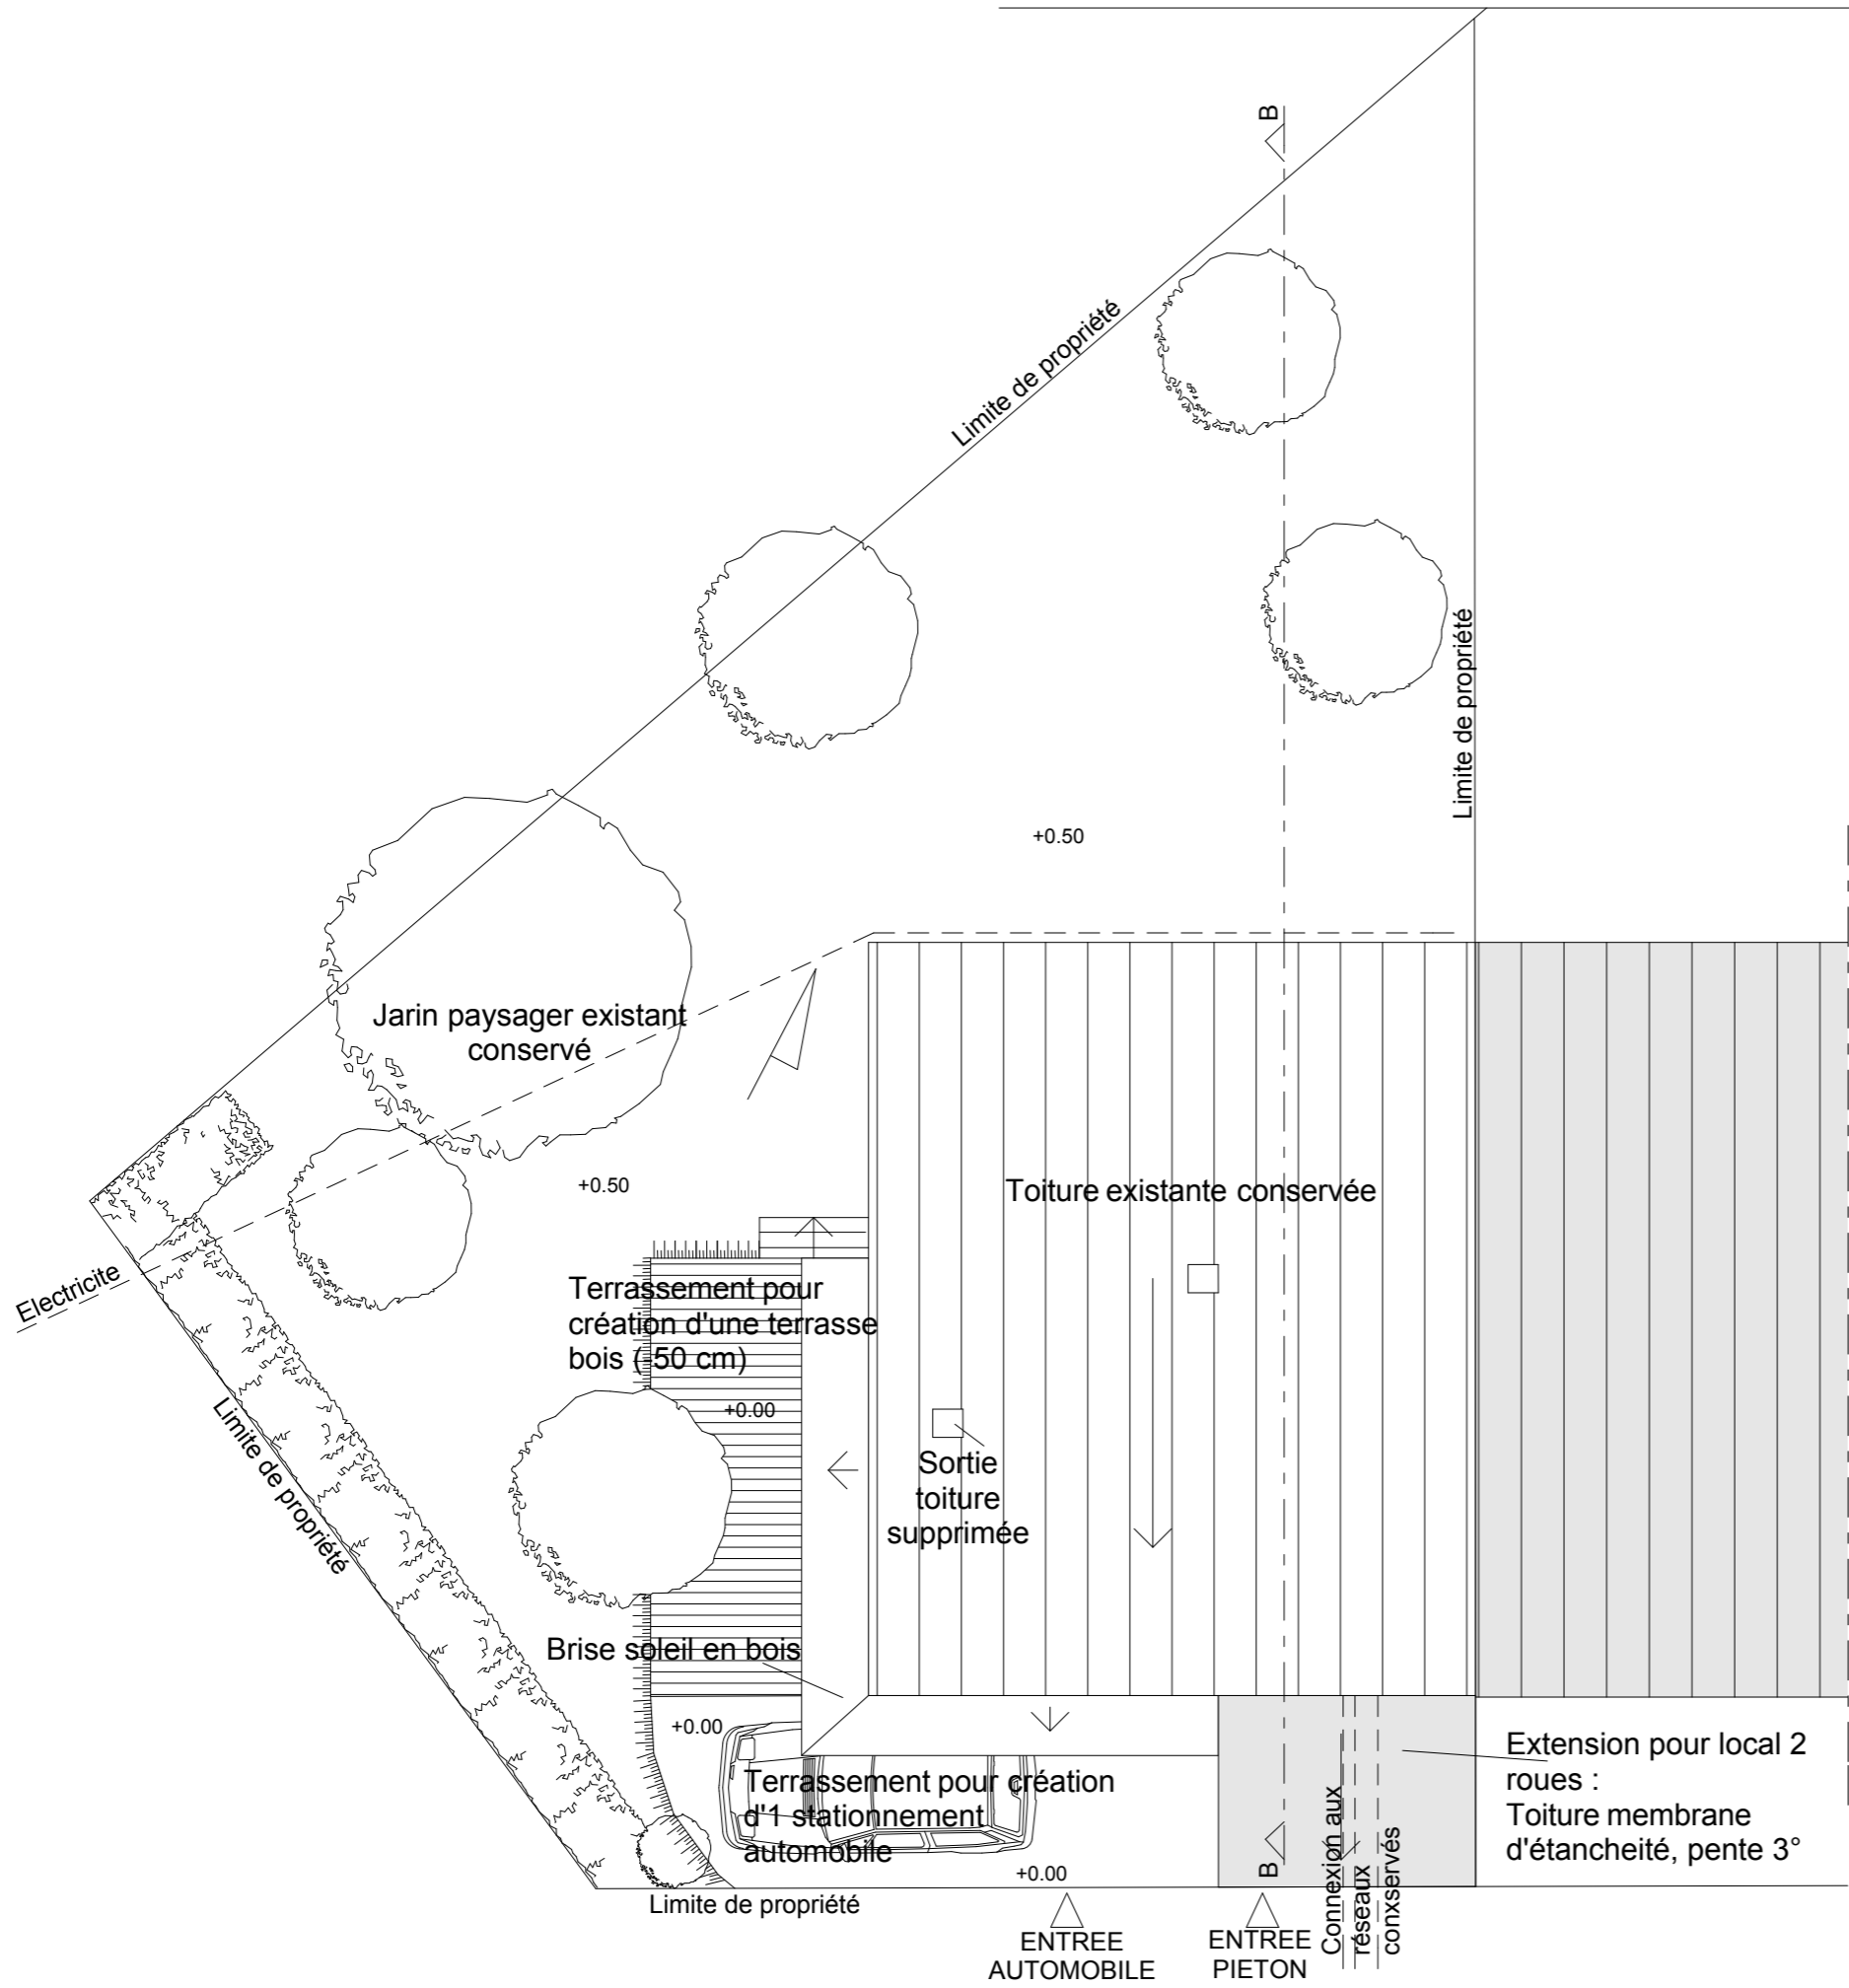 B
Limite de propriété
Limite de propriété
+0.50
Jarin paysager existant
conservé
+0.50
Toiture existante conservée
Electricite
Terrassement pour
création d'une terrasse
bois (-50 cm)
+0.00
Limite de propriété
Sortie
toiture
supprimée
Brise soleil en bois
+0.00
Terrassement pour création
d'1 stationnement
automobile
+0.00
B
Connexion aux
réseaux
conxservés
Extension pour local 2
roues :
Toiture membrane
d'étancheité, pente 3°
Limite de propriété
ENTREE
AUTOMOBILE
ENTREE
PIETON